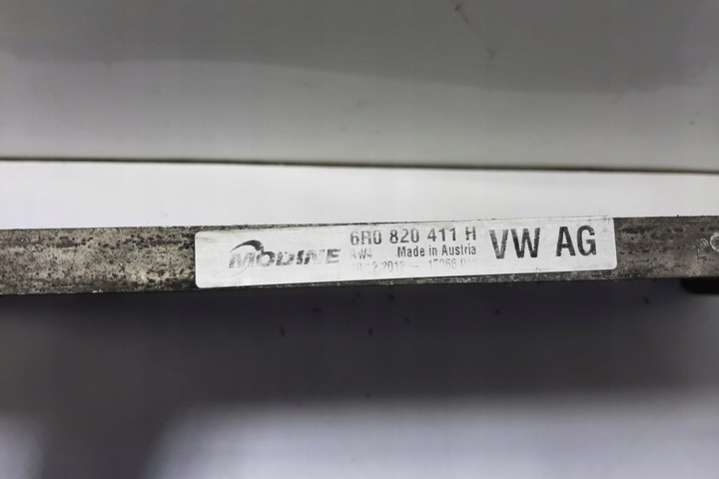 MODINE
6R0 820 411 H
Made in Austria
VW AG